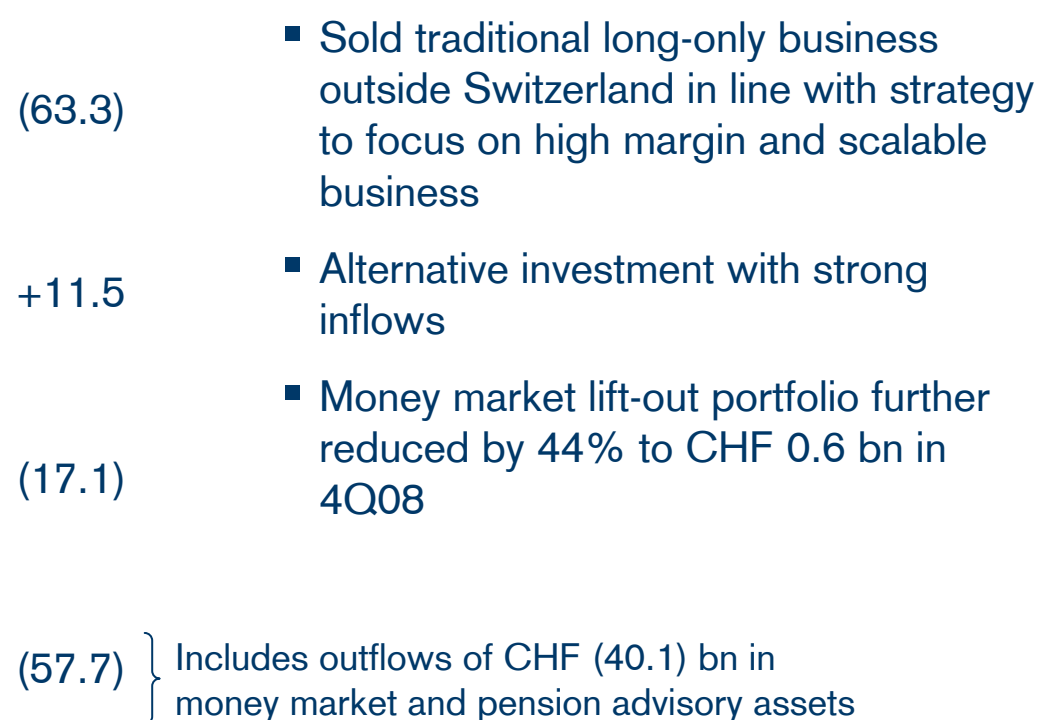 ■ Sold traditional long-only business
(63.3) outside Switzerland in line with strategy
to focus on high margin and scalable
business
■ Alternative investment with strong
+11.5 inflows
■ Money market lift-out portfolio further
reduced by 44% to CHF 0.6 bn in
(17.1) 4Q08
(57.7) Includes outflows of CHF (40.1) bn in
money market and pension advisory assets